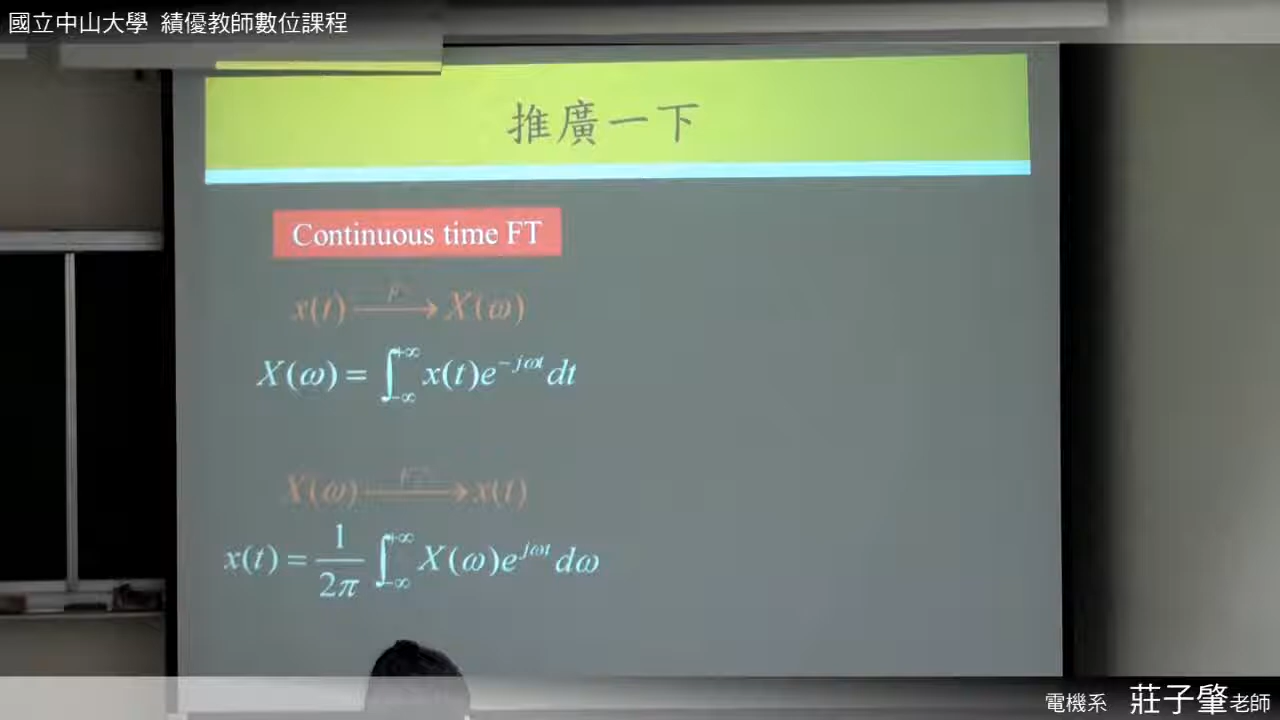 國立中山大學 績優教師數位課程
推廣一下
Continuous time FT
x(t) → X(ω)
X(ω) = ∫_{-∞}^{+∞} x(t)e^{-jωt} dt
X(ω) → x(t)
x(t) = \frac{1}{2π} ∫_{-∞}^{+∞} X(ω)e^{jωt} dω
電機系 莊子肇老師